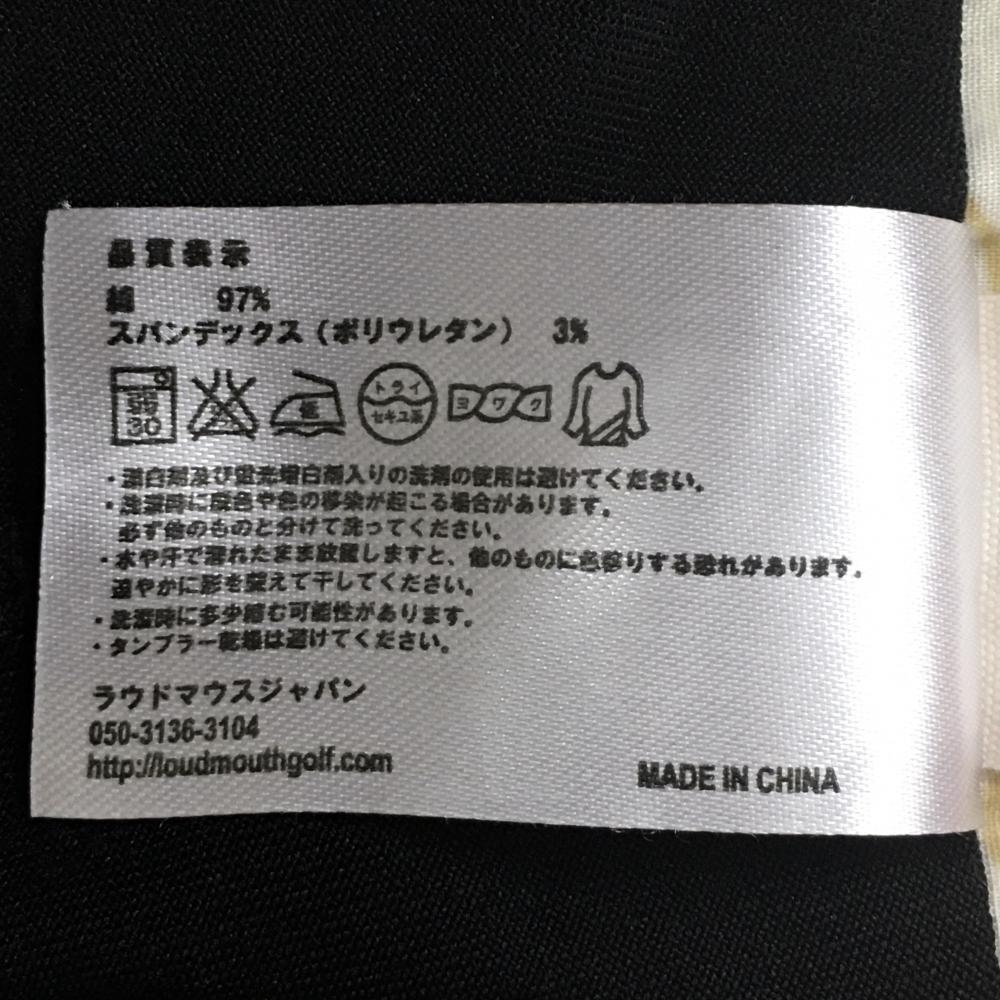 品質表示
綿 97%
スパンデックス（ポリウレタン） 3%
弱 30 低 トライ セキユ系 ヨワク
・漂白剤及び蛍光増白剤入りの洗剤の使用は避けてください。
・洗濯時に度色や色の移染が起こる場合があります。
必ず他のものと分けて洗ってください。
・水や汗で濡れたまま放置しますと、他のものに色移りする恐れがあります。
速やかに形を整えて干してください。
・洗濯時に多少縮む可能性があります。
・タンブラー乾燥は避けてください。
ラウドマウスジャパン
050-3136-3104
http://loudmouthgolf.com
MADE IN CHINA